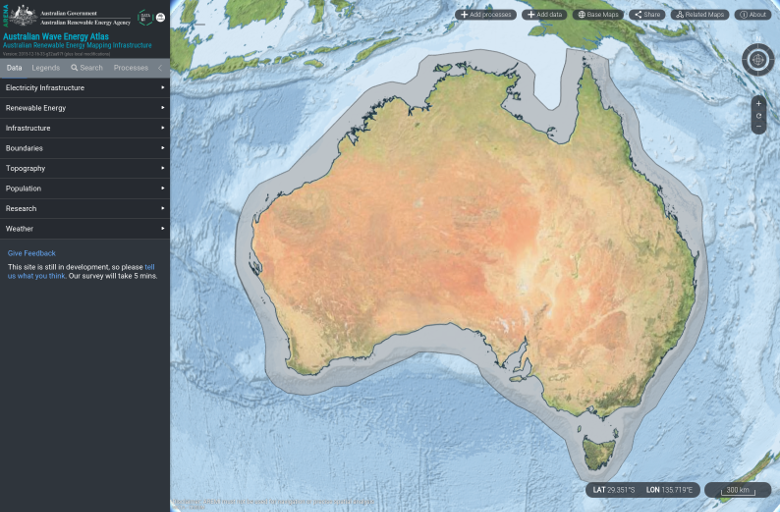 ARENA
Australian Government
Australian Renewable Energy Agency
Australian Wave Energy Atlas
Australian Renewable Energy Mapping Infrastructure
Data Legends Search Processes
Electricity Infrastructure
Renewable Energy
Infrastructure
Boundaries
Topography
Population
Research
Weather
Give Feedback
This site is still in development, so please tell
us what you think. Our survey will take 5 mins.
Add processes Add data Base Maps Share Related Maps About
LAT 29.351°S LON 135.719°E 300 km